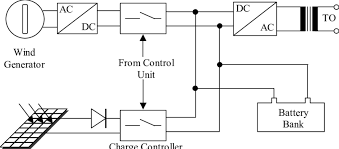 AC
DC
DC
AC
TO
Wind
Generator
From Control
Unit
Battery
Bank
Charge Controller